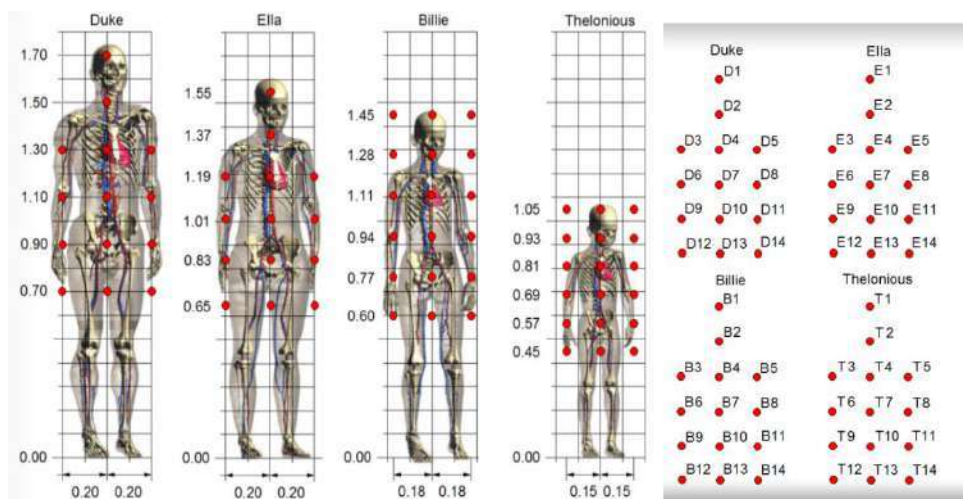 Duke
1.70
1.50
1.30
1.10
0.90
0.70
0.00
0.20 0.20
Ella
1.55
1.37
1.19
1.01
0.83
0.65
0.00
0.20 0.20
Billie
1.45
1.28
1.11
0.94
0.77
0.60
0.00
0.18 0.18
Thelonious
1.05
0.93
0.81
0.69
0.57
0.45
0.00
0.15 0.15
Duke
D1
D2
D3 D4 D5
D6 D7 D8
D9 D10 D11
D12 D13 D14
Ella
E1
E2
E3 E4 E5
E6 E7 E8
E9 E10 E11
E12 E13 E14
Billie
B1
B2
B3 B4 B5
B6 B7 B8
B9 B10 B11
B12 B13 B14
Thelonious
T1
T2
T3 T4 T5
T6 T7 T8
T9 T10 T11
T12 T13 T14